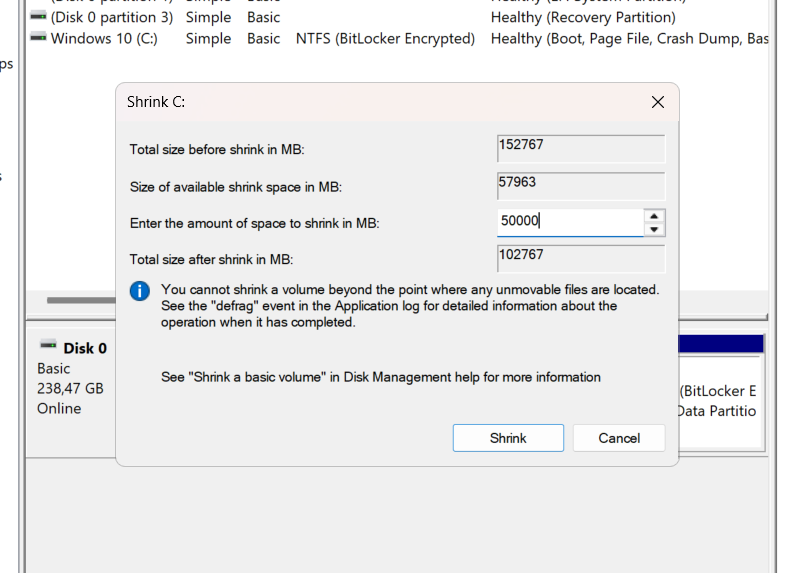 (Disk 0 partition 3) Simple Basic Healthy (Recovery Partition)
Windows 10 (C:) Simple Basic NTFS (BitLocker Encrypted) Healthy (Boot, Page File, Crash Dump, Bas
ps
Shrink C:
Total size before shrink in MB: 152767
Size of available shrink space in MB: 57963
Enter the amount of space to shrink in MB: 50000
Total size after shrink in MB: 102767
You cannot shrink a volume beyond the point where any unmovable files are located.
See the "defrag" event in the Application log for detailed information about the
operation when it has completed.
See "Shrink a basic volume" in Disk Management help for more information
Shrink Cancel
Disk 0
Basic
238,47 GB
Online
(BitLocker E
Data Partitio